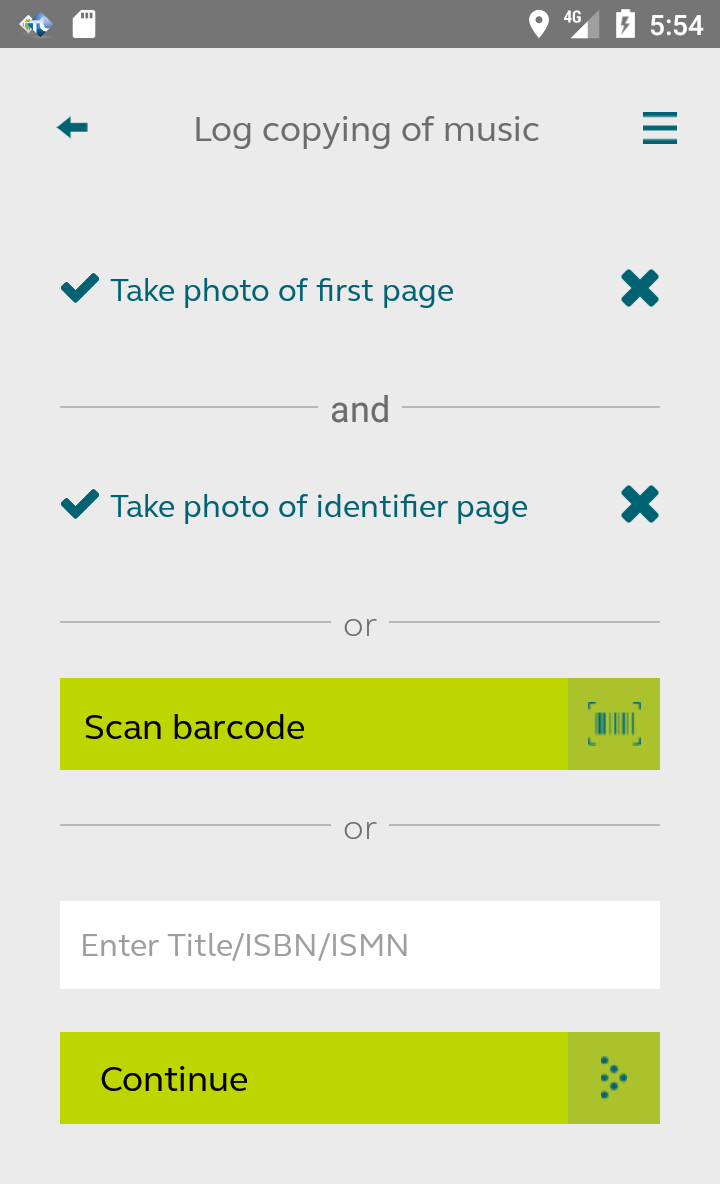 4G 5:54
Log copying of music
Take photo of first page
and
Take photo of identifier page
or
Scan barcode
or
Enter Title/ISBN/ISMN
Continue